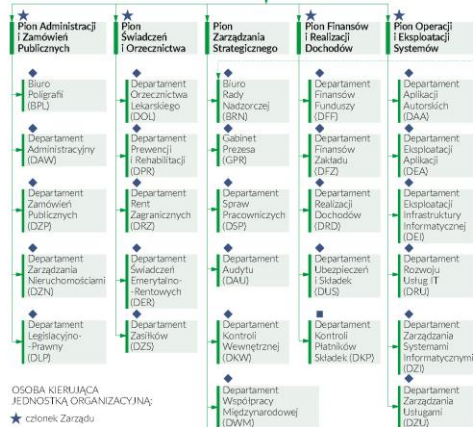 Pion Administracji
i Zamówień
Publicznych
Biuro
Poligrafii
(BPL)
Departament
Administracyjny
(DAW)
Departament
Zamówień
Publicznych
(DZP)
Departament
Zarządzania
Nieruchomościami
(DZN)
Departament
Legislacyjno-
-Prawny
(DLP)
Pion
Świadczeń
i Orzecznictwa
Departament
Orzecznictwa
Lekarskiego
(DOL)
Departament
Prewencji
i Rehabilitacji
(DPR)
Departament
Rent
Zagranicznych
(DRZ)
Departament
Świadczeń
Emerytalno-
-Rentowych
(DER)
Departament
Zasiłków
(DZS)
Pion
Zarządzania
Strategicznego
Biuro
Rady
Nadzorczej
(BRN)
Gabinet
Prezesa
(GPR)
Departament
Spraw
Pracowniczych
(DSP)
Departament
Audytu
(DAU)
Departament
Kontroli
Wewnętrznej
(DKW)
Departament
Współpracy
Międzynarodowej
(DWM)
Pion Finansów
i Realizacji
Dochodów
Departament
Finansów
Funduszy
(DFF)
Departament
Finansów
Zakładu
(DFZ)
Departament
Realizacji
Dochodów
(DRD)
Departament
Ubezpieczeń
i Składek
(DUS)
Departament
Kontroli
Płatników
Składek (DKP)
Pion Operacji
i Eksploatacji
Systemów
Departament
Aplikacji
Autorskich
(DAA)
Departament
Eksploatacji
Aplikacji
(DEA)
Departament
Eksploatacji
Infrastruktury
Informatycznej
(DEI)
Departament
Rozwoju
Usług IT
(DRU)
Departament
Zarządzania
Systemami
Informatycznymi
(DZI)
Departament
Zarządzania
Usługami
(DZU)
OSOBA KIERUJĄCA
JEDNOSTKĄ ORGANIZACYJNĄ:
członek Zarządu